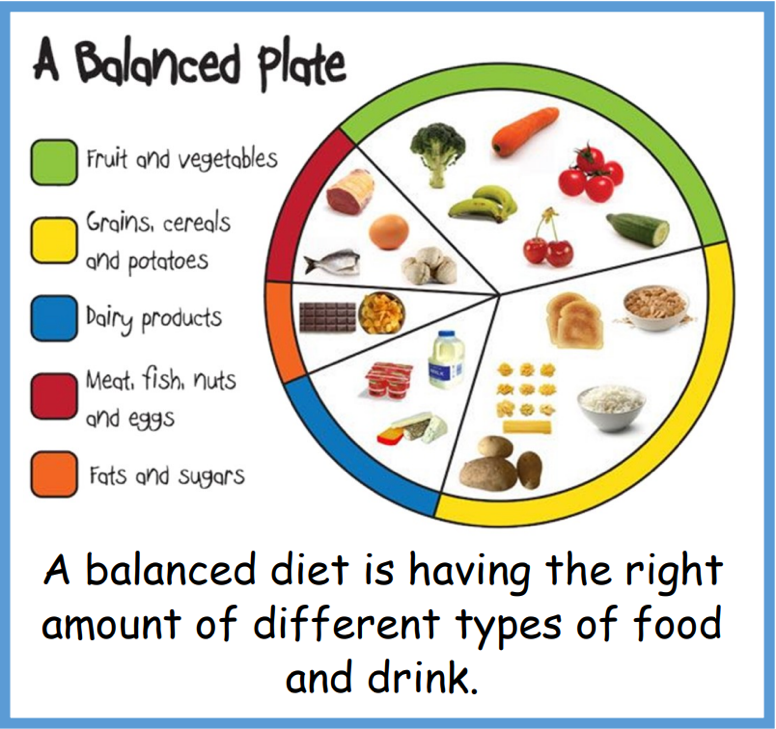 A Balanced Plate
Fruit and vegetables
Grains, cereals
and potatoes
Dairy products
Meat, fish, nuts
and eggs
Fats and sugars
A balanced diet is having the right
amount of different types of food
and drink.